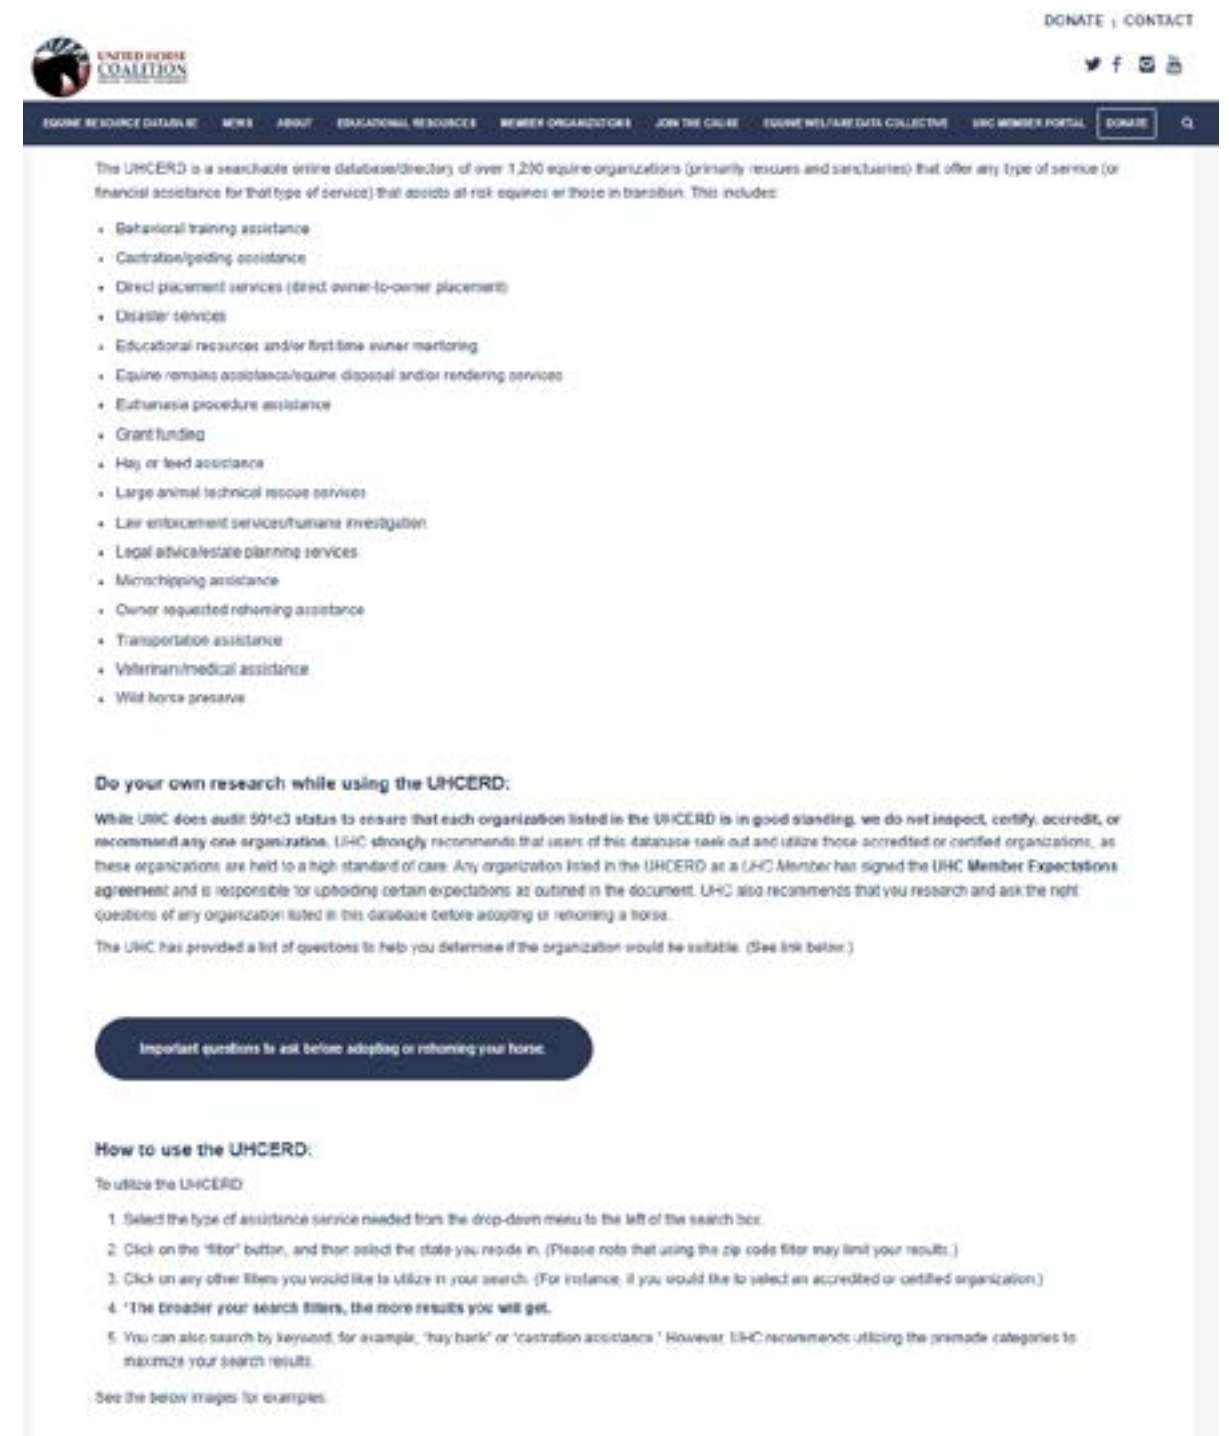 DONATE | CONTACT
UNITED HORSE
COALITION
EQUINE RESOURCE DATABASE NEWS ABOUT EDUCATIONAL RESOURCES MEMBER ORGANIZATIONS JOIN THE CAUSE EQUINE WELFARE DATA COLLECTIVE UHC MEMBER PORTAL DONATE
The UHCERD is a searchable online database/directory of over 1,200 equine organizations (primarily rescues and sanctuaries) that offer any type of service (or
financial assistance for that type of service) that assists at-risk equines or those in transition. This includes:
• Behavioral training assistance
• Castration/gelding assistance
• Direct placement services (direct owner-to-owner placement)
• Disaster services
• Educational resources and/or first-time owner mentoring
• Equine remains assistance/equine disposal and/or rendering services
• Euthanasia procedure assistance
• Grant funding
• Hay or feed assistance
• Large animal technical rescue services
• Law enforcement services/humane investigation
• Legal advice/estate planning services
• Microchipping assistance
• Owner requested rehoming assistance
• Transportation assistance
• Veterinary/medical assistance
• Wild horse preserve
Do your own research while using the UHCERD:
While UHC does audit 501c3 status to ensure that each organization listed in the UHCERD is in good standing, we do not inspect, certify, accredit, or
recommend any one organization. UHC strongly recommends that users of this database seek out and utilize those accredited or certified organizations, as
these organizations are held to a high standard of care. Any organization listed in the UHCERD as a UHC Member has signed the UHC Member Expectations
agreement and is responsible for upholding certain expectations as outlined in the document. UHC also recommends that you research and ask the right
questions of any organization listed in this database before adopting or rehoming a horse.
The UHC has provided a list of questions to help you determine if the organization would be suitable. (See link below.)
Important questions to ask before adopting or rehoming your horse.
How to use the UHCERD:
To utilize the UHCERD:
1. Select the type of assistance service needed from the drop-down menu to the left of the search box.
2. Click on the "filter" button, and then select the state you reside in. (Please note that using the zip code filter may limit your results.)
3. Click on any other filters you would like to utilize in your search. (For instance, if you would like to select an accredited or certified organization.)
4. *The broader your search filters, the more results you will get.
5. You can also search by keyword, for example, "hay bank" or "castration assistance." However, UHC recommends utilizing the premade categories to
maximize your search results.
See the below images for examples.